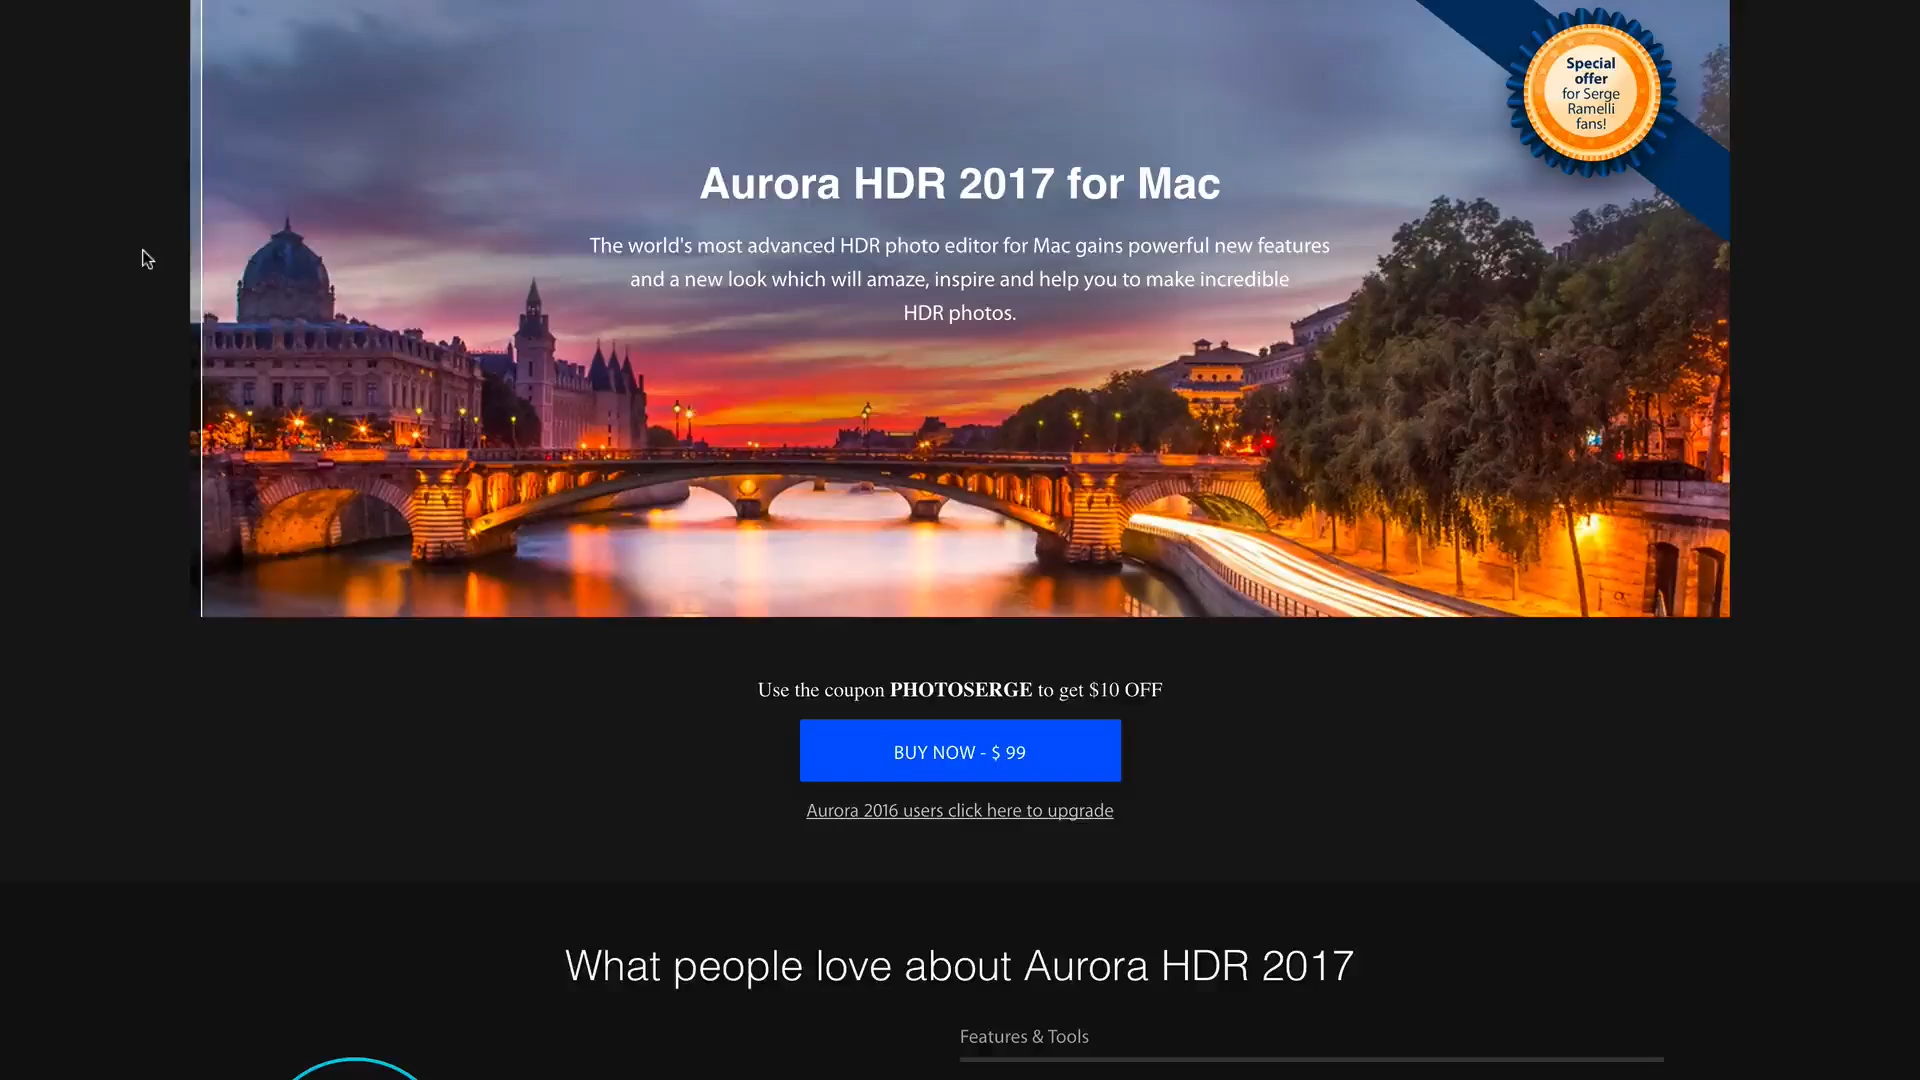 Special
offer
for Serge
Ramelli
fans!
Aurora HDR 2017 for Mac
The world's most advanced HDR photo editor for Mac gains powerful new features
and a new look which will amaze, inspire and help you to make incredible
HDR photos.
Use the coupon PHOTOSERGE to get $10 OFF
BUY NOW - $ 99
Aurora 2016 users click here to upgrade
What people love about Aurora HDR 2017
Features & Tools